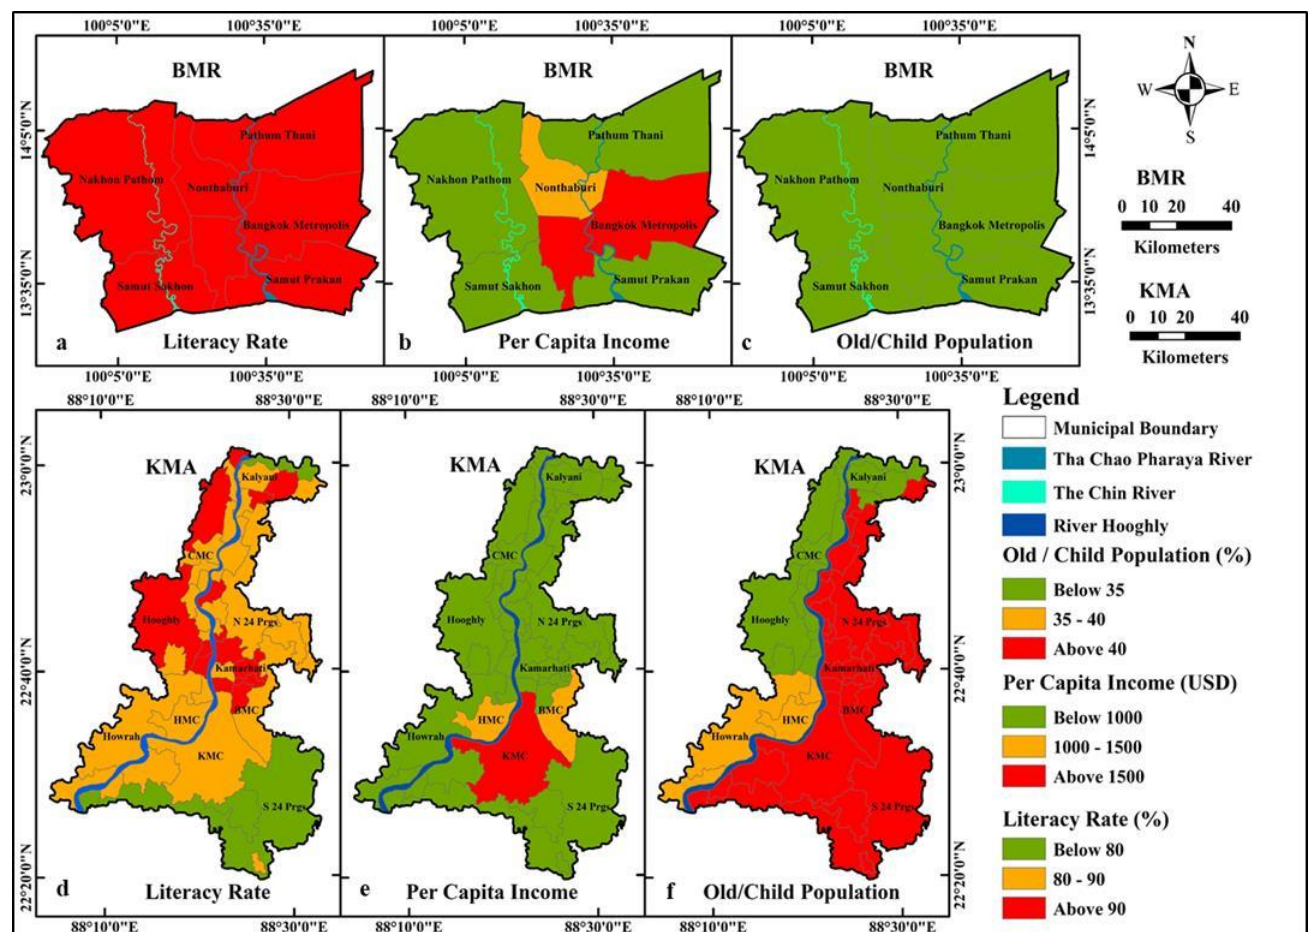 100°5'0"E 100°35'0"E 100°5'0"E 100°35'0"E 100°5'0"E 100°35'0"E
BMR
Pathum Thani
Nakhon Pathom
Nonthaburi
Bangkok Metropolis
Samut Sakhon
Samut Prakan
a
Literacy Rate
14°5'0"N
13°35'0"N
BMR
Pathum Thani
Nakhon Pathom
Nonthaburi
Bangkok Metropolis
Samut Sakhon
Samut Prakan
b
Per Capita Income
BMR
Pathum Thani
Nakhon Pathom
Nonthaburi
Bangkok Metropolis
Samut Sakhon
Samut Prakan
c
Old/Child Population
14°5'0"N
13°35'0"N
100°5'0"E 100°35'0"E 100°5'0"E 100°35'0"E 100°5'0"E 100°35'0"E
N
W E
S
BMR
0 10 20 40
Kilometers
KMA
0 10 20 40
Kilometers
88°10'0"E 88°30'0"E 88°10'0"E 88°30'0"E 88°10'0"E 88°30'0"E
23°0'0"N
22°40'0"N
22°20'0"N
KMA
Kalyani
CMC
Hooghly
N 24 Prgs
Kamarhati
HMC
BMC
Howrah
KMC
S 24 Prgs
d
Literacy Rate
KMA
Kalyani
CMC
Hooghly
N 24 Prgs
Kamarhati
HMC
BMC
Howrah
KMC
S 24 Prgs
e
Per Capita Income
KMA
Kalyani
CMC
Hooghly
N 24 Prgs
Kamarhati
HMC
BMC
Howrah
KMC
S 24 Prgs
f
Old/Child Population
23°0'0"N
22°40'0"N
22°20'0"N
88°10'0"E 88°30'0"E 88°10'0"E 88°30'0"E 88°10'0"E 88°30'0"E
Legend
Municipal Boundary
Tha Chao Pharaya River
The Chin River
River Hooghly
Old / Child Population (%)
Below 35
35 - 40
Above 40
Per Capita Income (USD)
Below 1000
1000 - 1500
Above 1500
Literacy Rate (%)
Below 80
80 - 90
Above 90